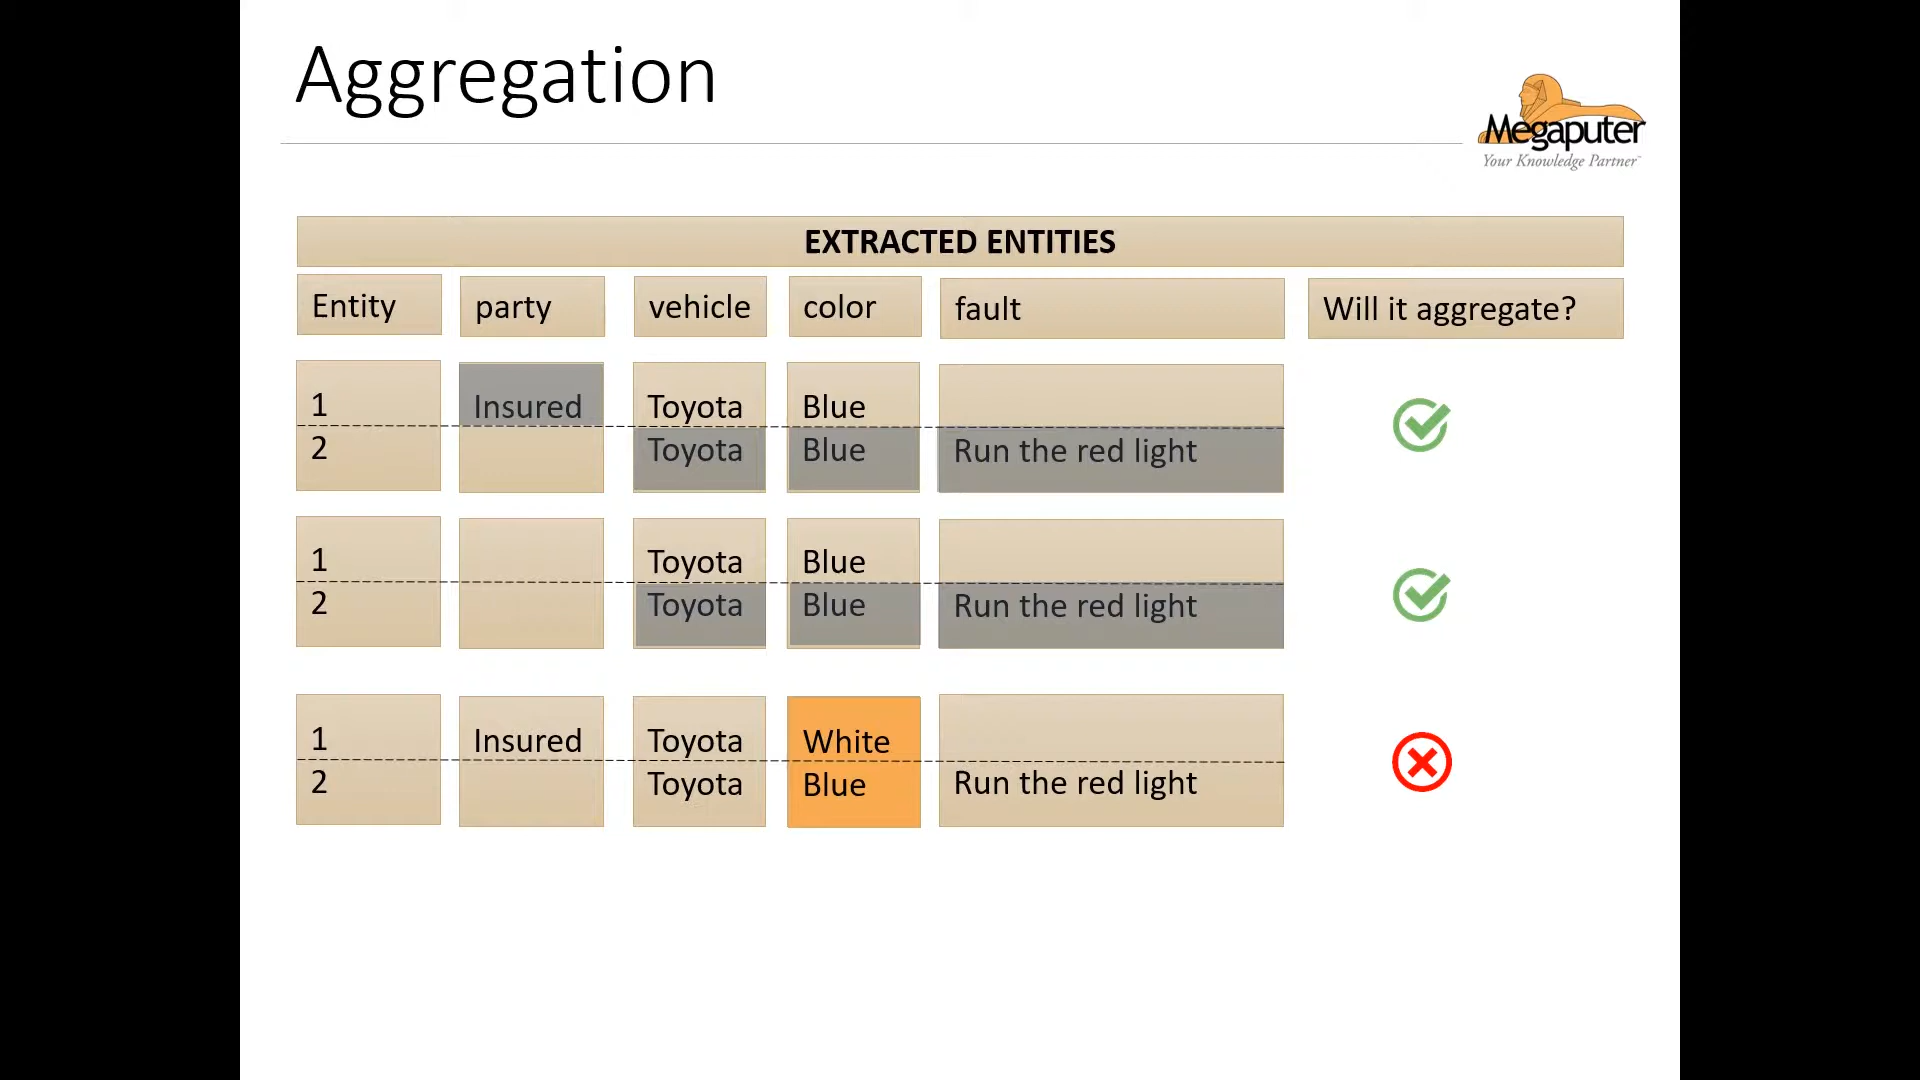 Aggregation
Megaputer
Your Knowledge Partner™
EXTRACTED ENTITIES
Entity party vehicle color fault Will it aggregate?
1 Insured Toyota Blue
2 Toyota Blue Run the red light
1 Toyota Blue
2 Toyota Blue Run the red light
1 Insured Toyota White
2 Toyota Blue Run the red light